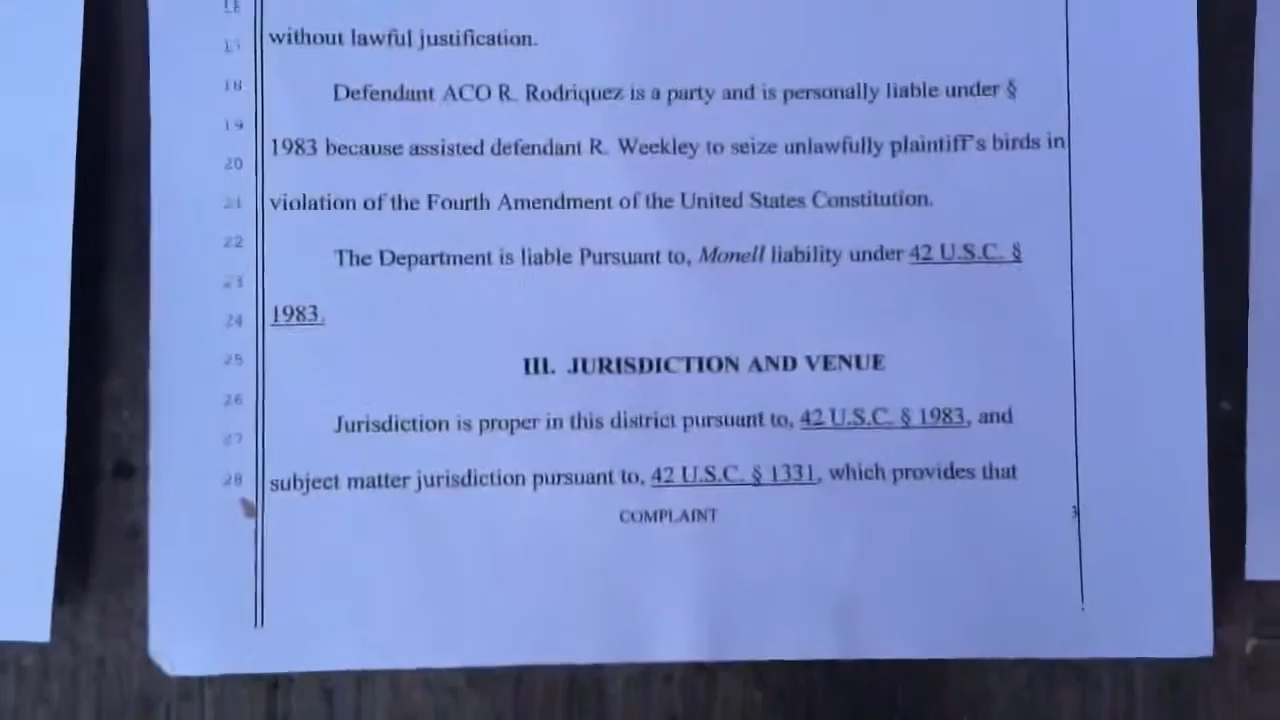 16
17 without lawful justification.
18 Defendant ACO R. Rodriquez is a party and is personally liable under §
19
1983 because assisted defendant R. Weekley to seize unlawfully plaintiff's birds in
20
21 violation of the Fourth Amendment of the United States Constitution.
22 The Department is liable Pursuant to, Monell liability under 42 U.S.C. §
23
24 1983.
25 III. JURISDICTION AND VENUE
26
Jurisdiction is proper in this district pursuant to, 42 U.S.C. § 1983, and
27
28 subject matter jurisdiction pursuant to, 42 U.S.C. § 1331, which provides that
COMPLAINT
3